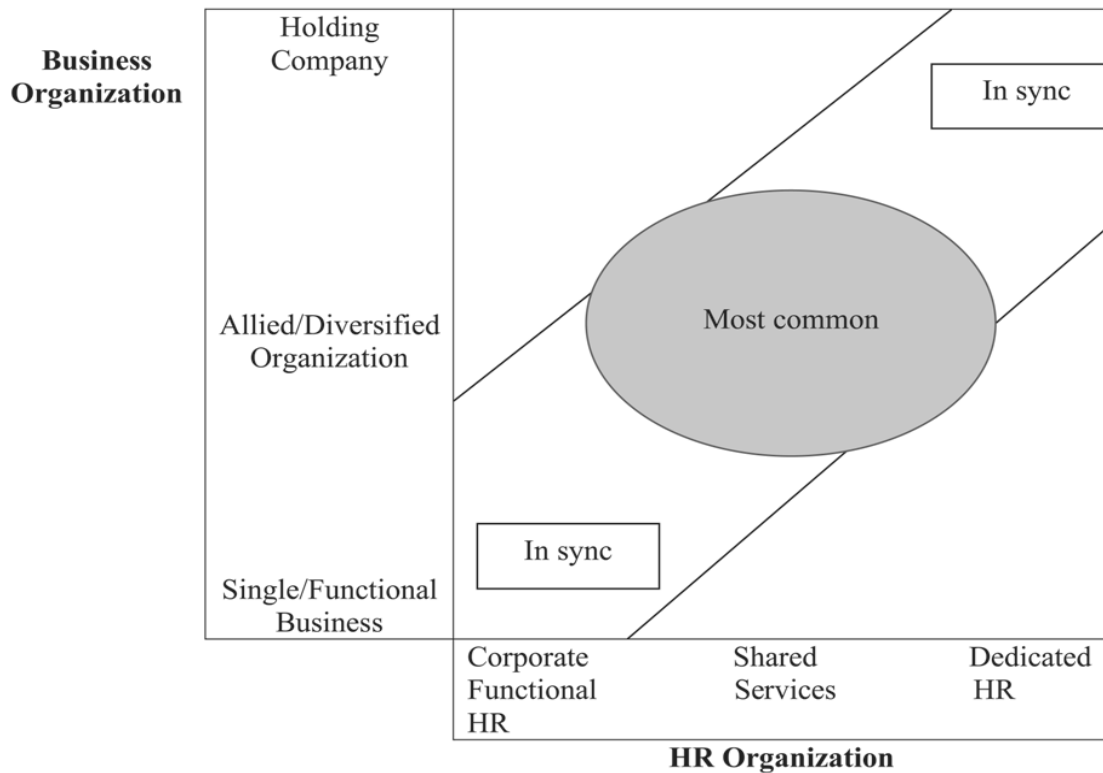 Business
Organization
Holding
Company
In sync
Allied/Diversified
Organization
Most common
In sync
Single/Functional
Business
Corporate
Functional
HR
Shared
Services
Dedicated
HR
HR Organization